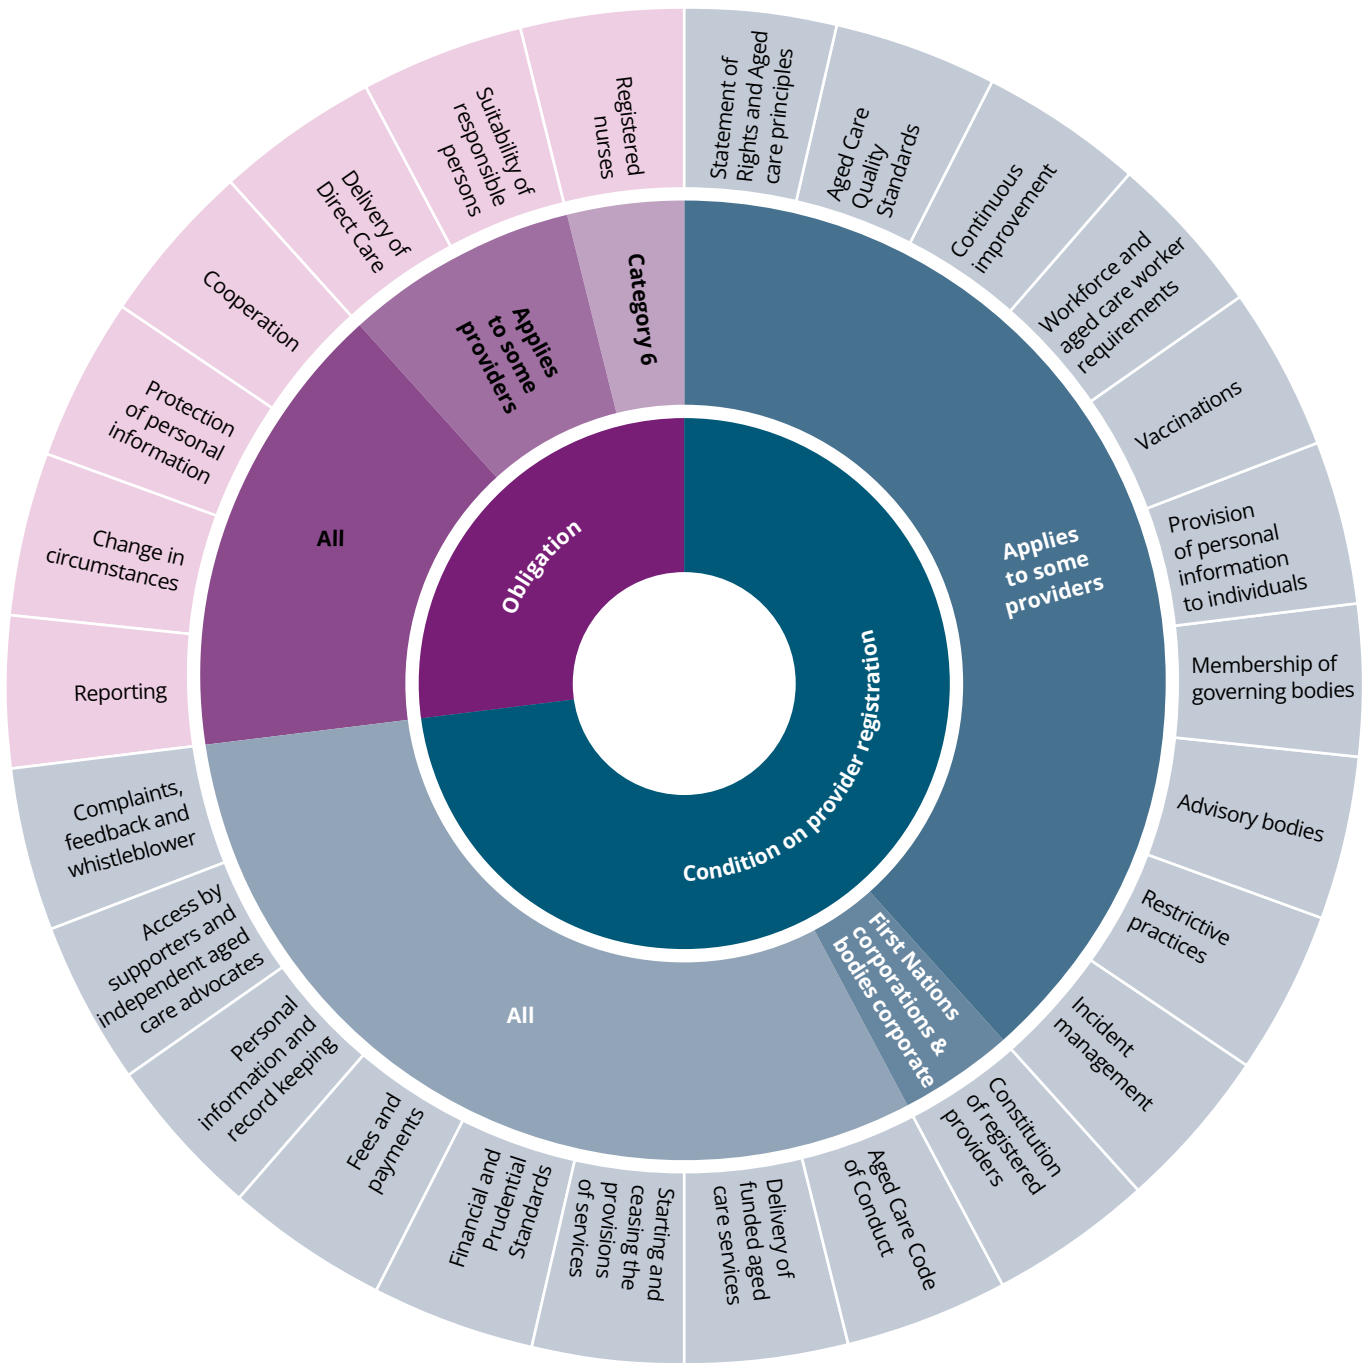 Statement of
Rights and Aged
care principles
Aged Care
Quality
Standards
Continuous
improvement
Workforce and
aged care worker
requirements
Vaccinations
Provision
of personal
information
to individuals
Membership of
governing bodies
Advisory bodies
Restrictive
practices
Incident
management
Constitution
of registered
providers
Aged Care Code
of Conduct
Delivery of
funded aged
care services
Starting and
ceasing the
provisions
of services
Financial and
Prudential
Standards
Fees and
payments
Personal
information and
record keeping
Access by
supporters and
independent aged
care advocates
Complaints,
feedback and
whistleblower
Reporting
Change in
circumstances
Protection
of personal
information
Cooperation
Delivery of
Direct Care
Suitability of
responsible
persons
Registered
nurses
Applies
to some
providers
First Nations
corporations &
bodies corporate
All
All
Applies
to some
providers
Category 6
Obligation
Condition on provider registration